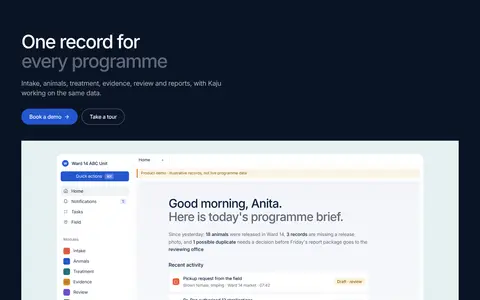 One record for
every programme
Intake, animals, treatment, evidence, review and reports, with Kaju
working on the same data.
Book a demo →
Take a tour
Ward 14 ABC Unit
Home
Quick actions
Product demo · illustrative records, not live programme data
Home
Notifications
Tasks
Field
Good morning, Anita.
Here is today's programme brief.
Since yesterday: 18 animals were released in Ward 14, 3 records are missing a release
photo, and 1 possible duplicate needs a decision before Friday's report package goes to the
reviewing office
Intake
Animals
Treatment
Evidence
Review
Recent activity
Pickup request from the field
Draft · review